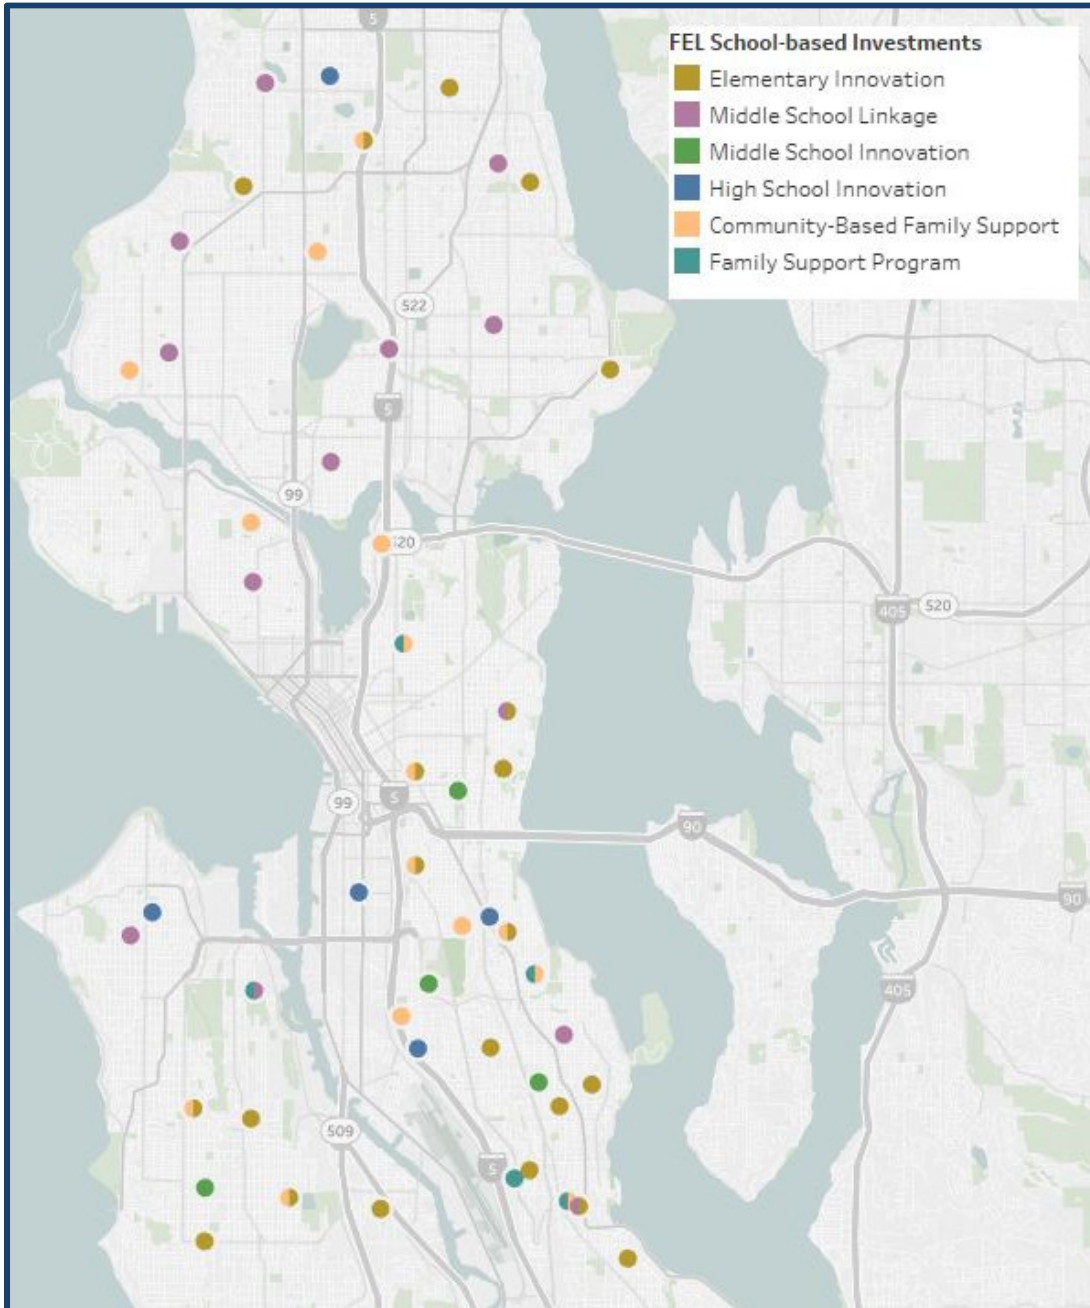 5
FEL School-based Investments
Elementary Innovation
Middle School Linkage
Middle School Innovation
High School Innovation
Community-Based Family Support
Family Support Program
522
5
99
520
405
520
5
99
90
90
405
509
5